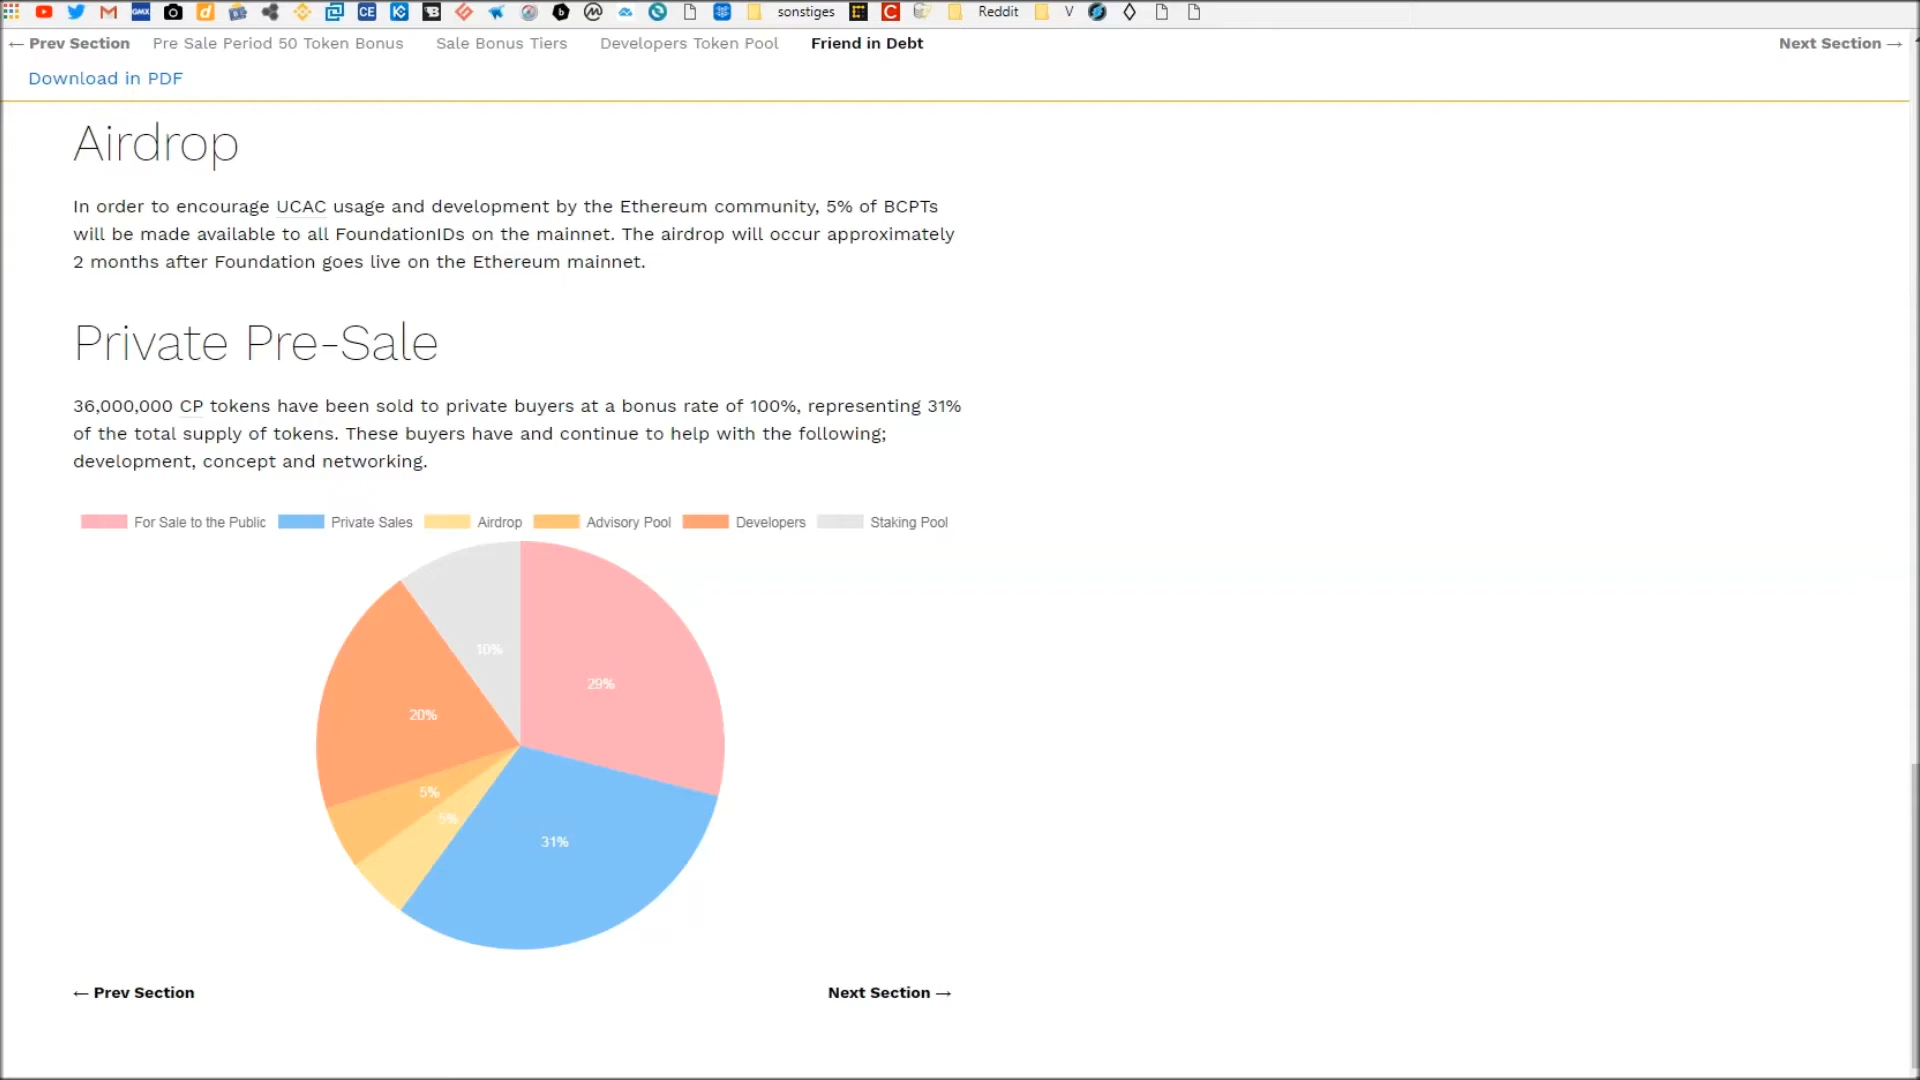 sonstiges Reddit V
← Prev Section Pre Sale Period 50 Token Bonus Sale Bonus Tiers Developers Token Pool Friend in Debt Next Section →
Download in PDF
Airdrop
In order to encourage UCAC usage and development by the Ethereum community, 5% of BCPTs
will be made available to all FoundationIDs on the mainnet. The airdrop will occur approximately
2 months after Foundation goes live on the Ethereum mainnet.
Private Pre-Sale
36,000,000 CP tokens have been sold to private buyers at a bonus rate of 100%, representing 31%
of the total supply of tokens. These buyers have and continue to help with the following;
development, concept and networking.
For Sale to the Public Private Sales Airdrop Advisory Pool Developers Staking Pool
10%
29%
20%
5%
5%
31%
← Prev Section Next Section →